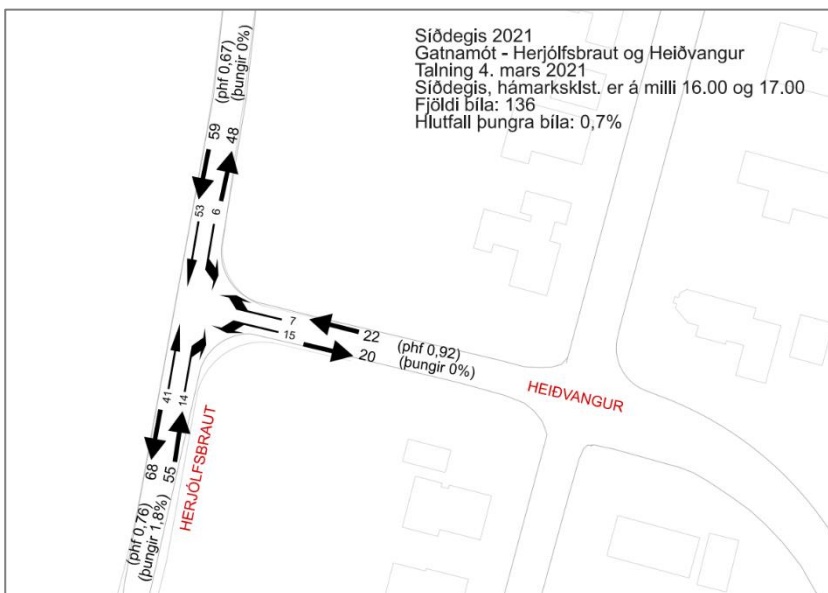 Síðdegis 2021
Gatnamót - Herjólfsbraut og Heiðvangur
Talning 4. mars 2021
Síðdegis, hámarksklst. er á milli 16.00 og 17.00
Fjöldi bíla: 136
Hlutfall þungra bíla: 0,7%
(phf 0,67)
(þungir 0%)
59
48
53
6
7
15
22
20
(phf 0,92)
(þungir 0%)
HEIÐVANGUR
41
14
68
55
HERJÓLFSBRAUT
(phf 0,76)
(þungir 1,8%)